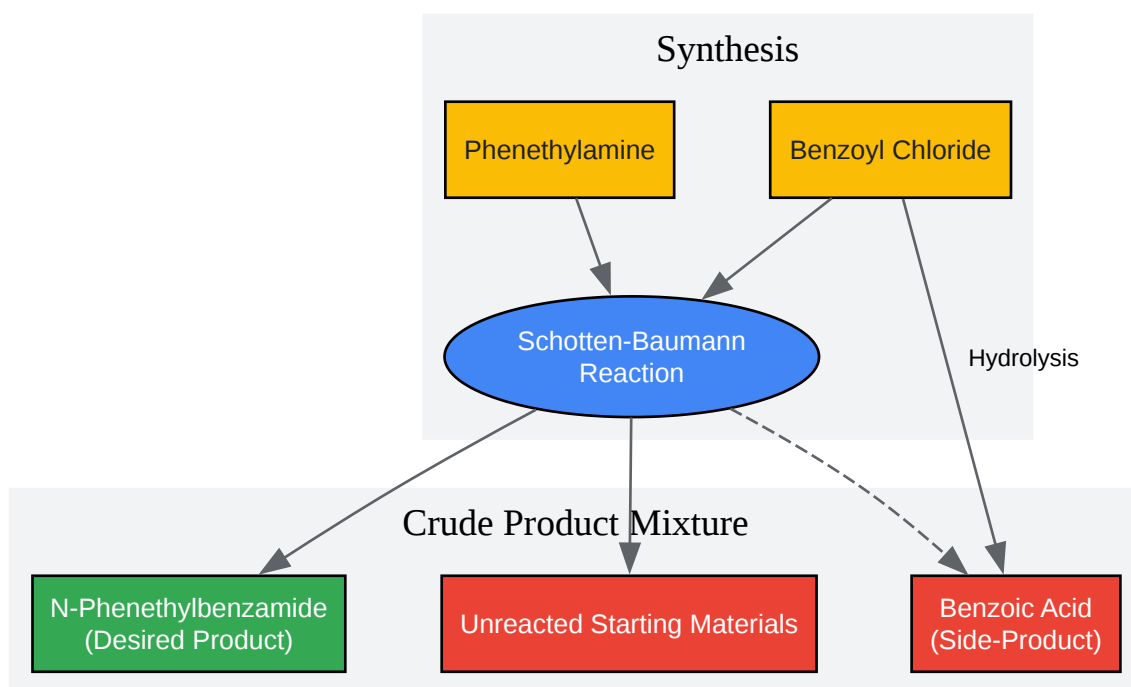 Synthesis
Phenethylamine
Benzoyl Chloride
Schotten-Baumann
Reaction
Hydrolysis
Crude Product Mixture
N-Phenethylbenzamide
(Desired Product)
Unreacted Starting Materials
Benzoic Acid
(Side-Product)